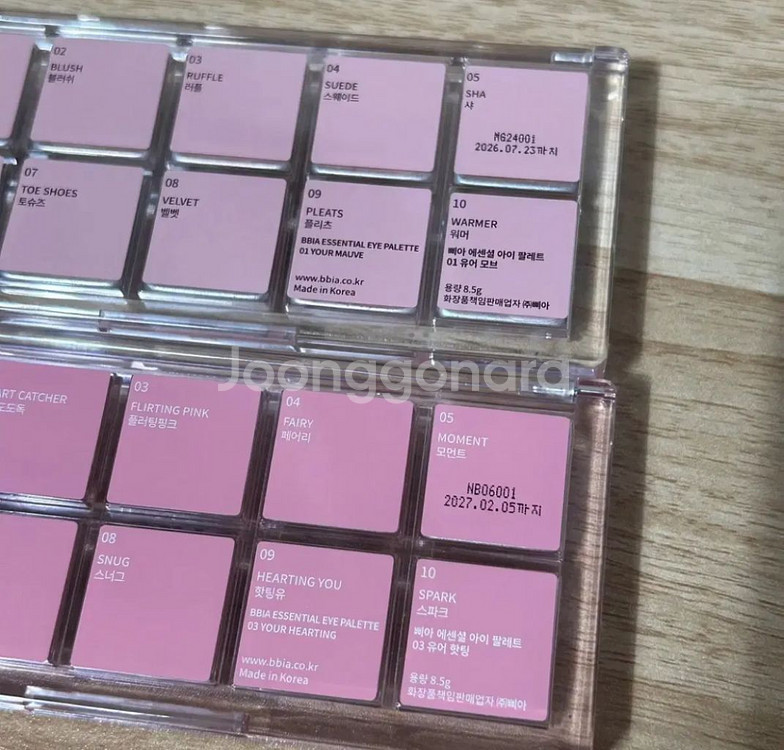 02
BLUSH
블러쉬
03
RUFFLE
러플
04
SUEDE
스웨이드
05
SHA
샤
MG24001
2026.07.23까지
07
TOE SHOES
토슈즈
08
VELVET
벨벳
09
PLEATS
플리츠
BBIA ESSENTIAL EYE PALETTE
01 YOUR MAUVE
www.bbia.co.kr
Made in Korea
10
WARMER
워머
삐아 에센셜 아이 팔레트
01 유어 모브
용량 8.5g
화장품책임판매업자 ㈜삐아
Joonggonara
ART CATCHER
도도독
03
FLIRTING PINK
플러팅핑크
04
FAIRY
페어리
05
MOMENT
모먼트
NB06001
2027.02.05까지
08
SNUG
스너그
09
HEARTING YOU
핫팅유
BBIA ESSENTIAL EYE PALETTE
03 YOUR HEARTING
www.bbia.co.kr
Made in Korea
10
SPARK
스파크
삐아 에센셜 아이 팔레트
03 유어 핫팅
용량 8.5g
화장품책임판매업자 ㈜삐아